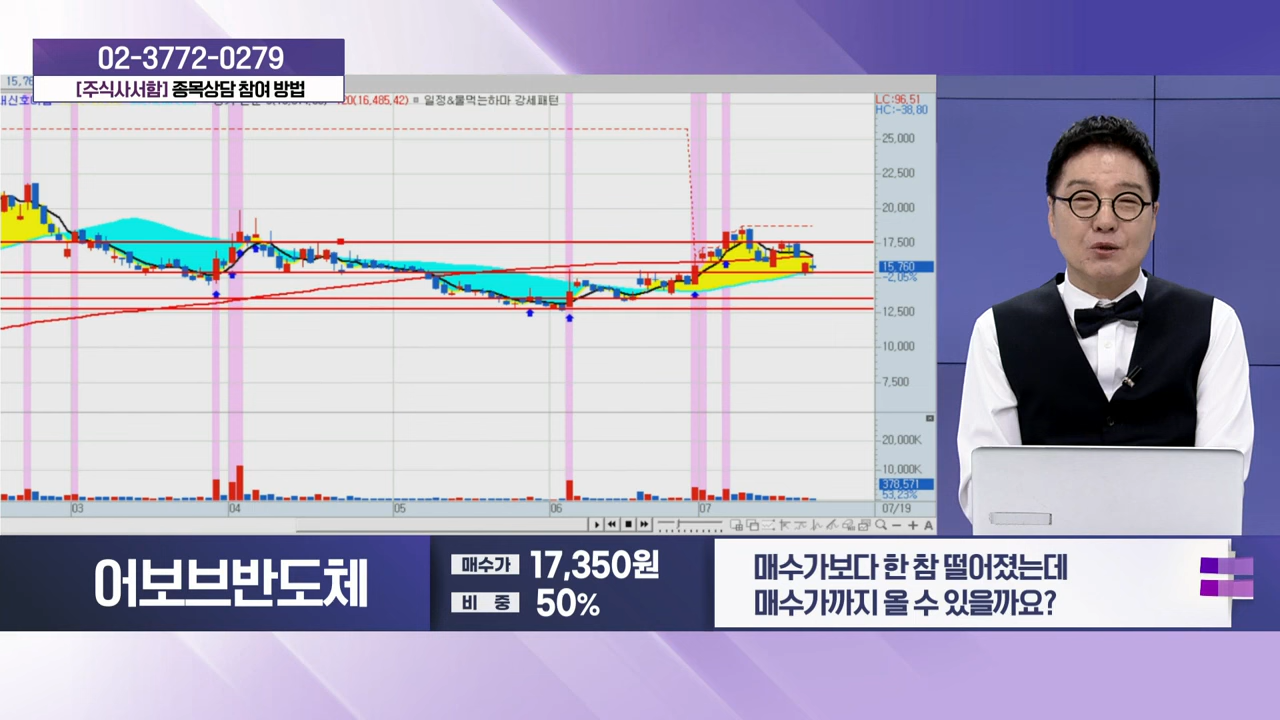 02-3772-0279
[주식사서함] 종목상담 참여 방법
20(16,485.42) ■ 일정&물먹는하마 강세패턴
LC:96.51
HC:-38.80
25,000
22,500
20,000
17,500
15,760
-2.05%
12,500
10,000
7,500
20,000K
10,000K
378,571
53.23%
03
04
05
06
07
07/19
A
어보브반도체
매수가 17,350원
비 중 50%
매수가보다 한 참 떨어졌는데
매수가까지 올 수 있을까요?